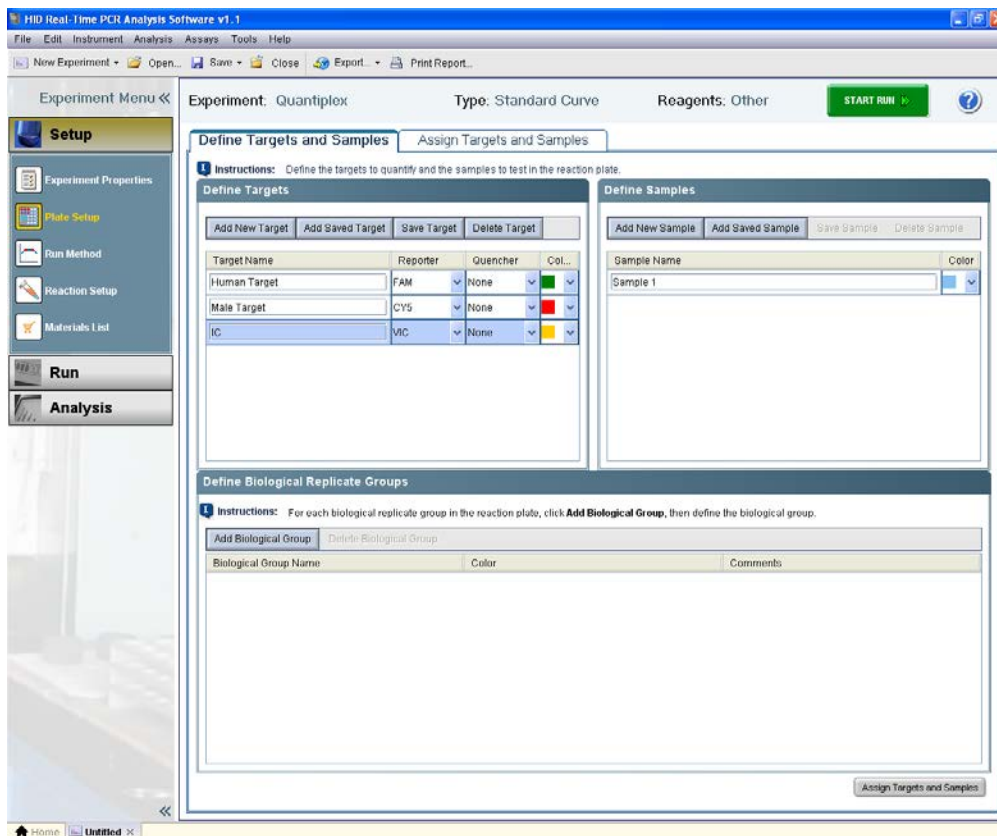 HID Real-Time PCR Analysis Software v1.1
File Edit Instrument Analysis Assays Tools Help
New Experiment Open... Save Close Export... Print Report...
Experiment Menu «
Experiment: Quantiplex Type: Standard Curve Reagents: Other START RUN
Setup
Experiment Properties
Plate Setup
Run Method
Reaction Setup
Materials List
Run
Analysis
Define Targets and Samples Assign Targets and Samples
Instructions: Define the targets to quantify and the samples to test in the reaction plate.
Define Targets
Add New Target Add Saved Target Save Target Delete Target
Target Name Reporter Quencher Col...
Human Target FAM None
Male Target CY5 None
IC VIC None
Define Samples
Add New Sample Add Saved Sample Save Sample Delete Sample
Sample Name Color
Sample 1
Define Biological Replicate Groups
Instructions: For each biological replicate group in the reaction plate, click Add Biological Group, then define the biological group.
Add Biological Group Delete Biological Group
Biological Group Name Color Comments
Assign Targets and Samples
«
Home Untitled ×